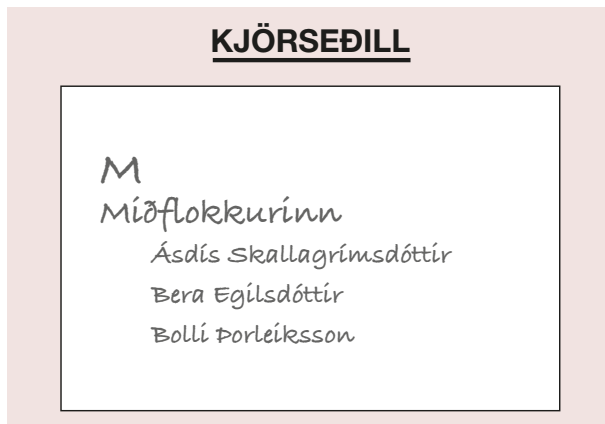 KJÖRSEÐILL
M
Miðflokkurinn
Ásdís Skallagrímsdóttir
Bera Egilsdóttir
Bolli Þorleiksson